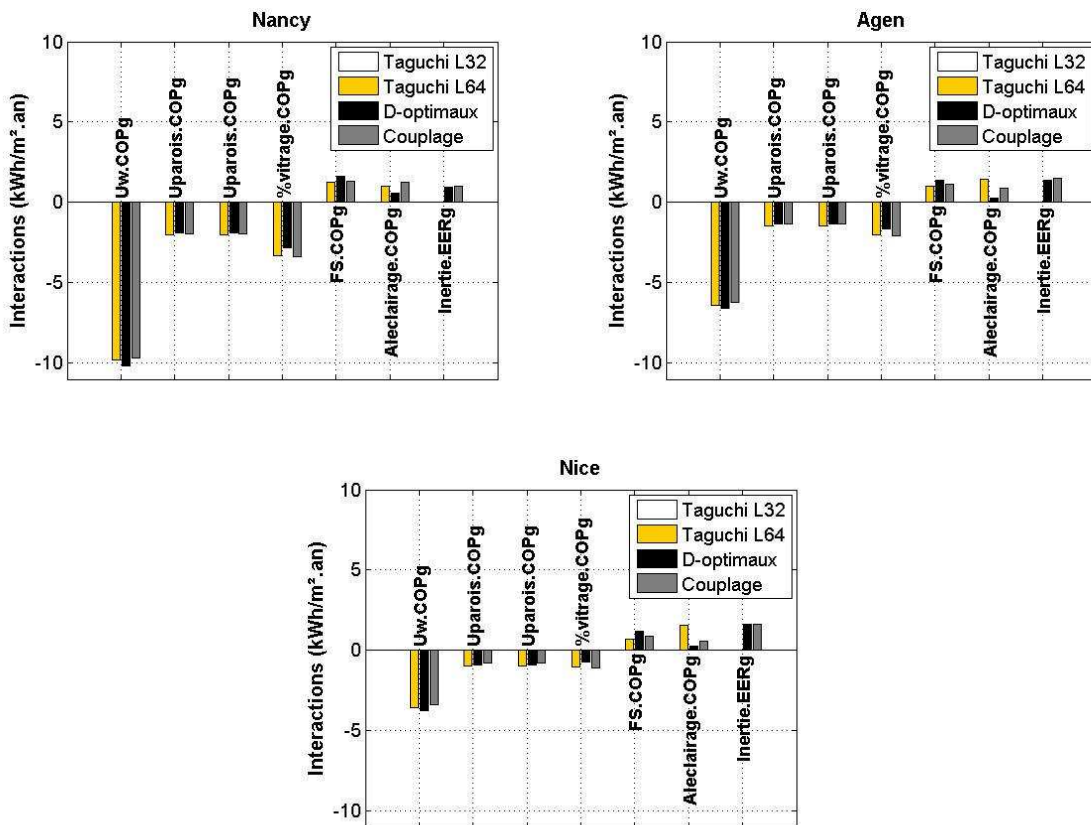 Nancy
Interactions (kWh/m².an)
10
5
0
-5
-10
Uw.COPg
Uparois.COPg
Uparois.COPg
%vitrage.COPg
FS.COPg
Aleclairage.COPg
Inertie.EERg
Taguchi L32
Taguchi L64
D-optimaux
Couplage
Agen
Interactions (kWh/m².an)
10
5
0
-5
-10
Uw.COPg
Uparois.COPg
Uparois.COPg
%vitrage.COPg
FS.COPg
Aleclairage.COPg
Inertie.EERg
Taguchi L32
Taguchi L64
D-optimaux
Couplage
Nice
Interactions (kWh/m².an)
10
5
0
-5
-10
Uw.COPg
Uparois.COPg
Uparois.COPg
%vitrage.COPg
FS.COPg
Aleclairage.COPg
Inertie.EERg
Taguchi L32
Taguchi L64
D-optimaux
Couplage